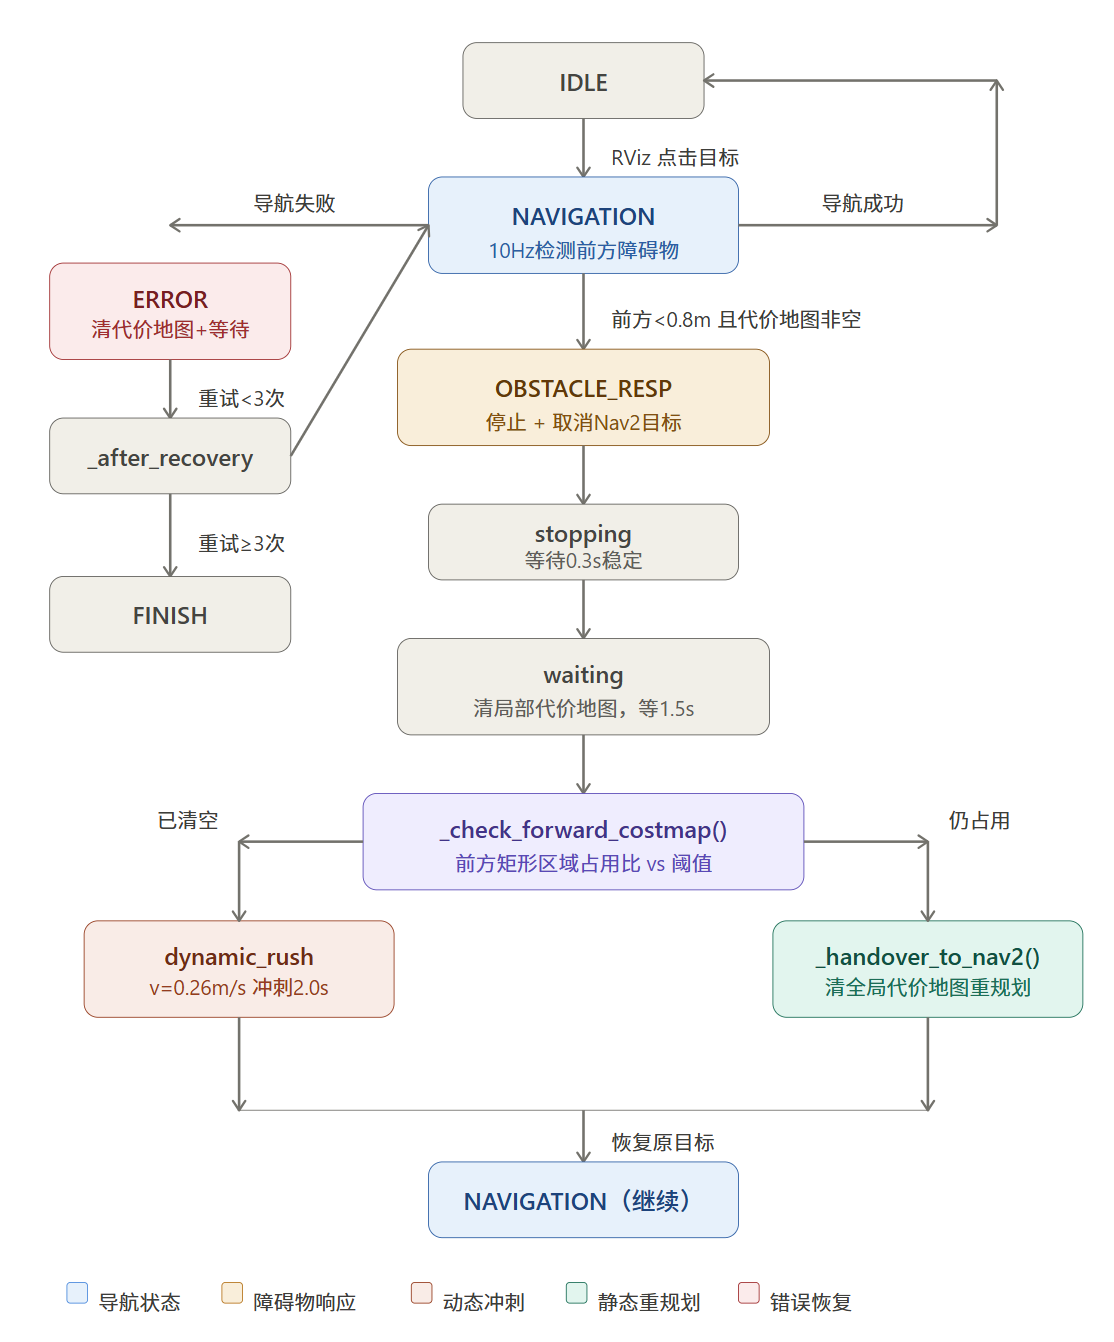 IDLE
RViz 点击目标
导航失败
NAVIGATION
10Hz检测前方障碍物
导航成功
ERROR
清代价地图+等待
前方<0.8m 且代价地图非空
重试<3次
OBSTACLE_RESP
停止 + 取消Nav2目标
_after_recovery
stopping
等待0.3s稳定
重试≥3次
FINISH
waiting
清局部代价地图，等1.5s
已清空
_check_forward_costmap()
前方矩形区域占用比 vs 阈值
仍占用
dynamic_rush
v=0.26m/s 冲刺2.0s
_handover_to_nav2()
清全局代价地图重规划
恢复原目标
NAVIGATION（继续）
导航状态
障碍物响应
动态冲刺
静态重规划
错误恢复